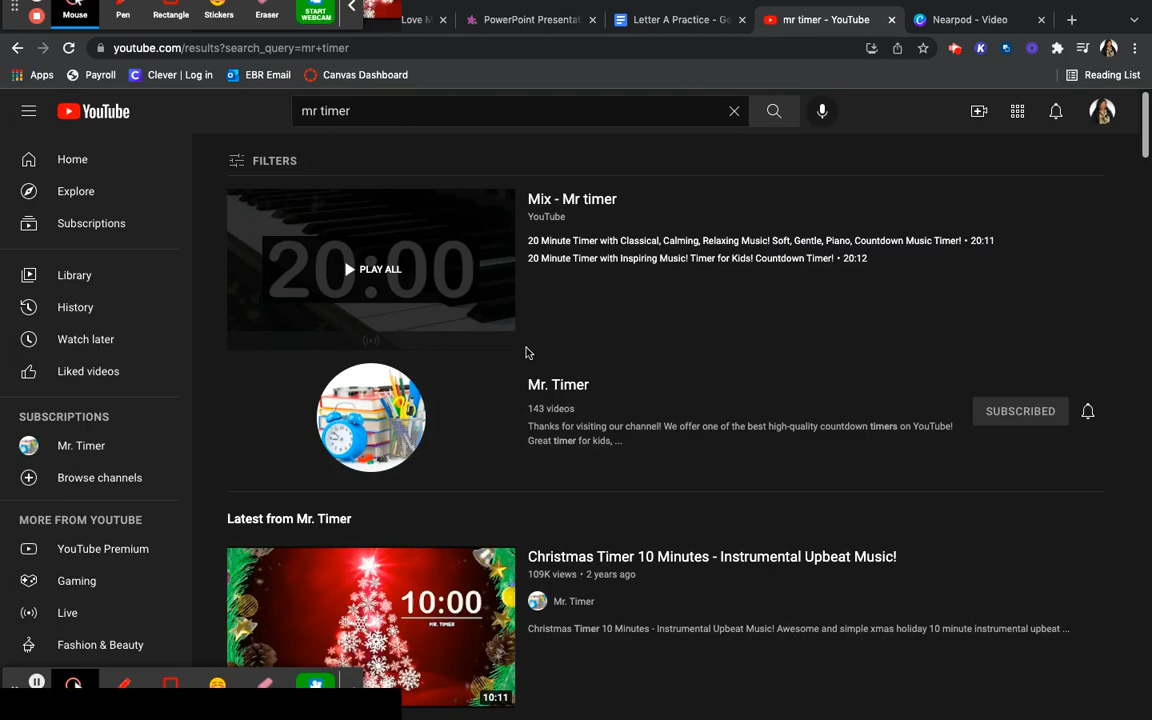 Mouse
Pen
Rectangle
Stickers
Eraser
START
WEBCAM
Love M
PowerPoint Presenta
Letter A Practice - Go
mr timer - YouTube
Nearpod - Video
youtube.com/results?search_query=mr+timer
Apps
Payroll
Clever | Log in
EBR Email
Canvas Dashboard
Reading List
YouTube
mr timer
Home
Explore
Subscriptions
Library
History
Watch later
Liked videos
SUBSCRIPTIONS
Mr. Timer
Browse channels
MORE FROM YOUTUBE
YouTube Premium
Gaming
Live
Fashion & Beauty
FILTERS
20:00
PLAY ALL
Mix - Mr timer
YouTube
20 Minute Timer with Classical, Calming, Relaxing Music! Soft, Gentle, Piano, Countdown Music Timer! • 20:11
20 Minute Timer with Inspiring Music! Timer for Kids! Countdown Timer! • 20:12
Mr. Timer
143 videos
Thanks for visiting our channel! We offer one of the best high-quality countdown timers on YouTube!
Great timer for kids, ...
SUBSCRIBED
Latest from Mr. Timer
10:00
MR. TIMER
10:11
Christmas Timer 10 Minutes - Instrumental Upbeat Music!
109K views • 2 years ago
Mr. Timer
Christmas Timer 10 Minutes - Instrumental Upbeat Music! Awesome and simple xmas holiday 10 minute instrumental upbeat ...